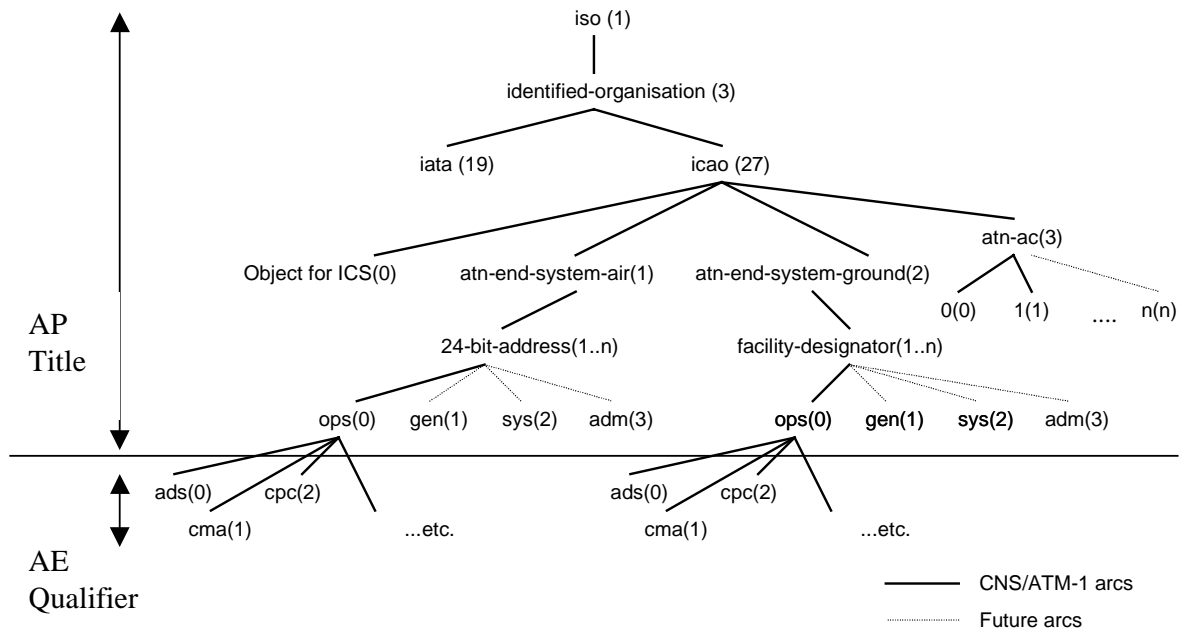 iso (1)
identified-organisation (3)
iata (19)
icao (27)
atn-ac(3)
Object for ICS(0)
atn-end-system-air(1)
atn-end-system-ground(2)
0(0)
1(1)
....
n(n)
AP
Title
24-bit-address(1..n)
facility-designator(1..n)
ops(0)
gen(1)
sys(2)
adm(3)
ops(0)
gen(1)
sys(2)
adm(3)
ads(0)
cpc(2)
cma(1)
...etc.
ads(0)
cpc(2)
cma(1)
...etc.
AE
Qualifier
CNS/ATM-1 arcs
Future arcs